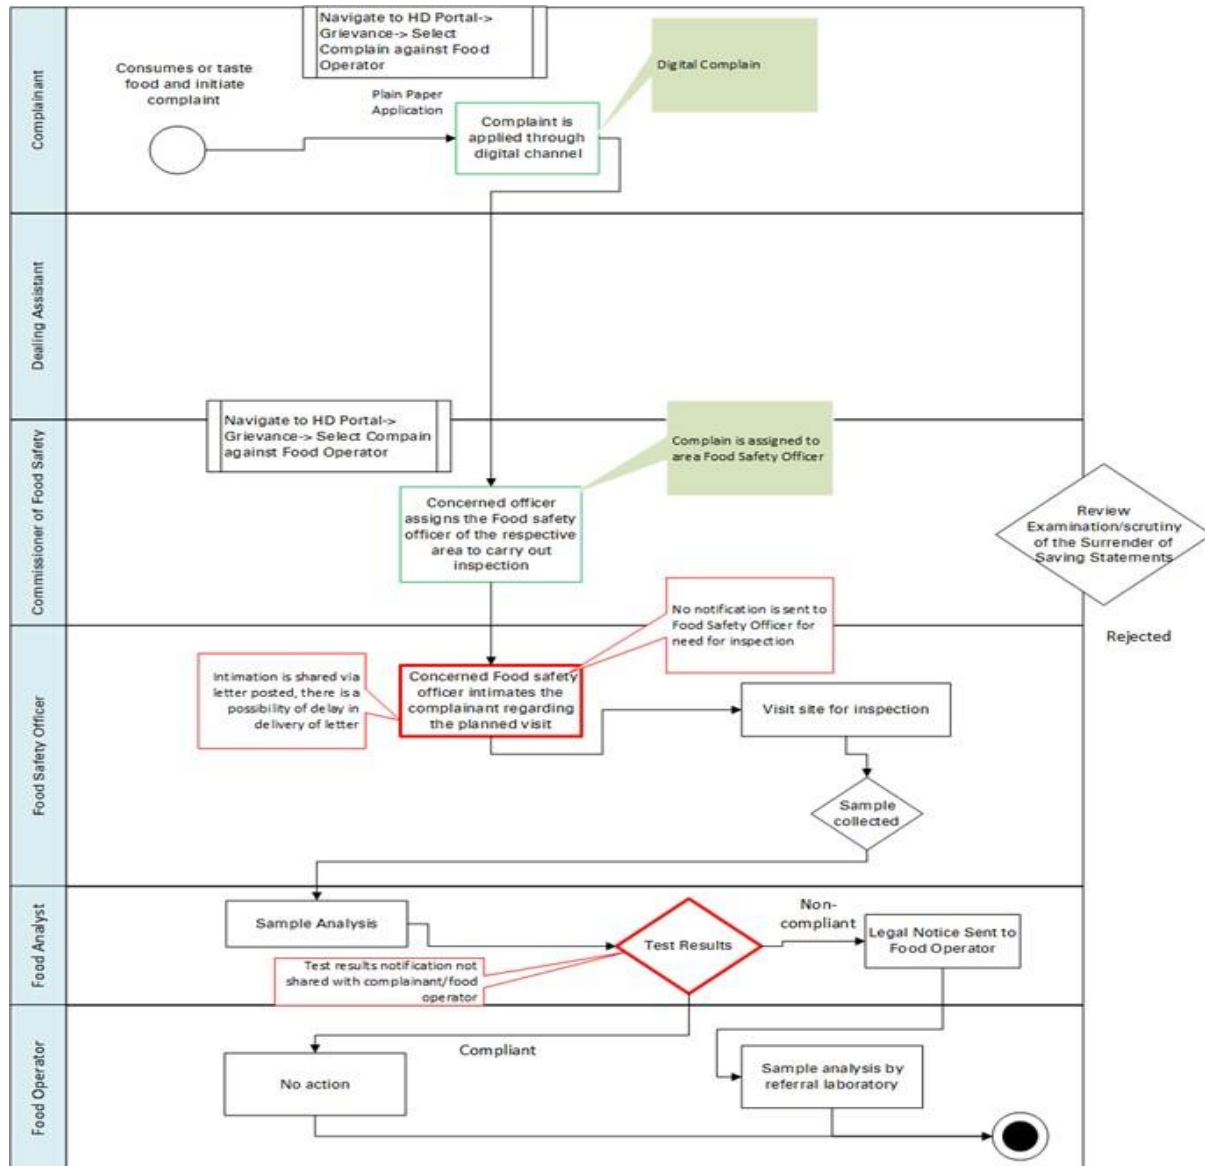 Complainant
Navigate to HD Portal->
Grievance-> Select
Complain against Food
Operator
Digital Complain
Consumes or taste
food and initiate
complaint
Plain Paper
Application
Complaint is
applied through
digital channel
Dealing Assistant
Commissioner of Food Safety
Navigate to HD Portal->
Grievance-> Select Compain
against Food Operator
Complain is assigned to
area Food Safety Officer
Concerned officer
assigns the Food safety
officer of the respective
area to carry out
inspection
Review
Examination/scrutiny
of the Surrender of
Saving Statements
Rejected
Food Safety Officer
No notification is sent to
Food Safety Officer for
need for inspection
Intimation is shared via
letter posted, there is a
possibility of delay in
delivery of letter
Concerned Food safety
officer intimates the
complainant regarding
the planned visit
Visit site for inspection
Sample
collected
Food Analyst
Sample Analysis
Test Results
Non-
compliant
Legal Notice Sent to
Food Operator
Test results notification not
shared with complainant/food
operator
Food Operator
Compliant
No action
Sample analysis by
referral laboratory